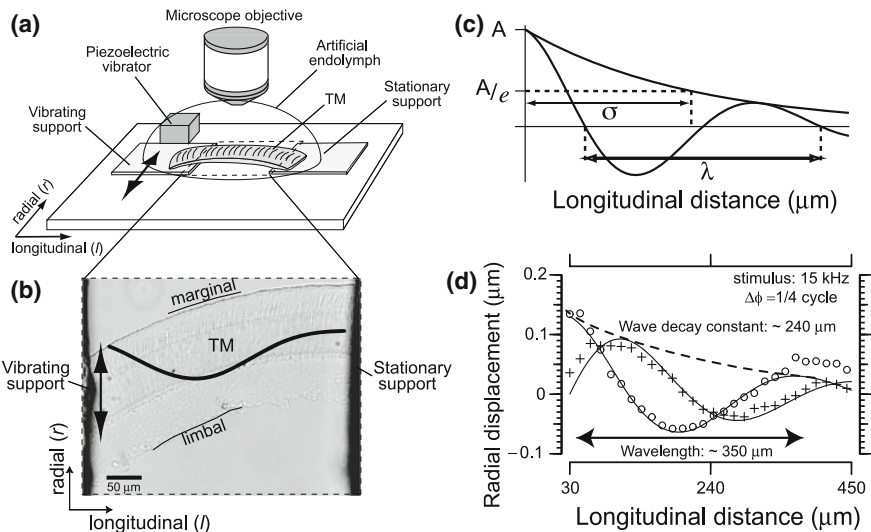 (a)
Microscope objective
Piezoelectric
vibrator
Artificial
endolymph
Stationary
support
TM
Vibrating
support
radial (r)
longitudinal (l)
(b)
marginal
TM
Vibrating
support
Stationary
support
limbal
50 μm
radial (r)
longitudinal (l)
(c)
A
A/e
σ
λ
Longitudinal distance (μm)
(d)
Radial displacement (μm)
0.2
0.1
0
−0.1
stimulus: 15 kHz
Δϕ =1/4 cycle
Wave decay constant: ~ 240 μm
Wavelength: ~ 350 μm
30
240
450
Longitudinal distance (μm)